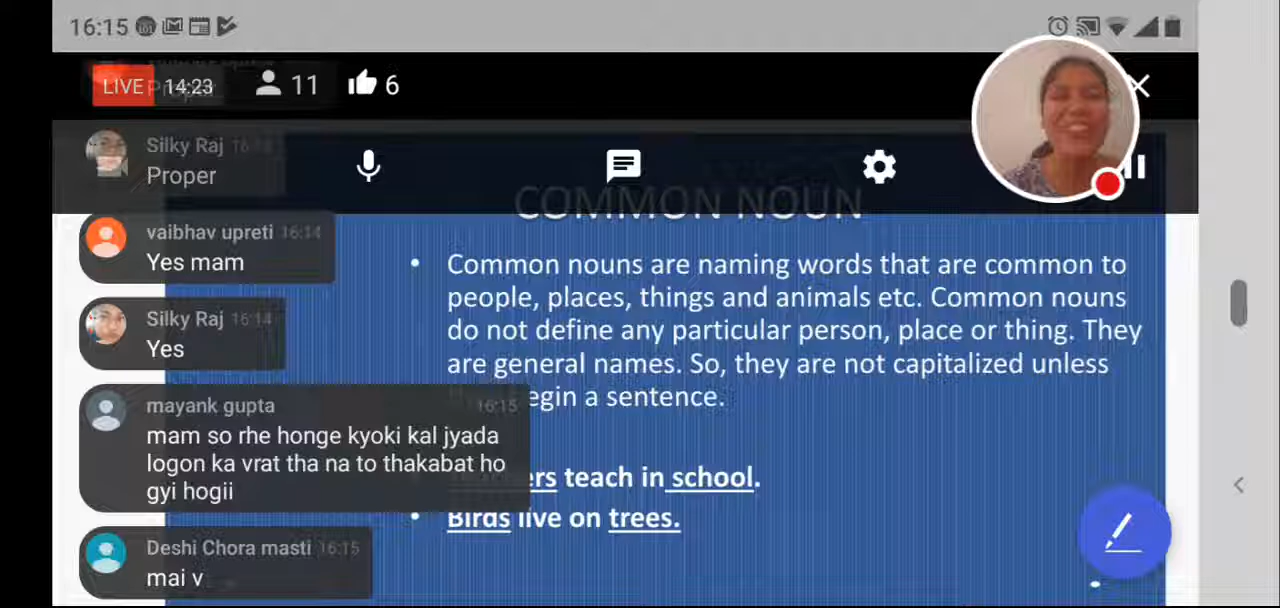 16:15
LIVE 14:23 11 6
Silky Raj
Proper
vaibhav upreti 16:14
Yes mam
Silky Raj 16:14
Yes
mayank gupta 16:15
mam so rhe honge kyoki kal jyada
logon ka vrat tha na to thakabat ho
gyi hogii
Deshi Chora masti 16:15
mai v
COMMON NOUN
• Common nouns are naming words that are common to
people, places, things and animals etc. Common nouns
do not define any particular person, place or thing. They
are general names. So, they are not capitalized unless
egin a sentence.
ers teach in school.
• Birds live on trees.